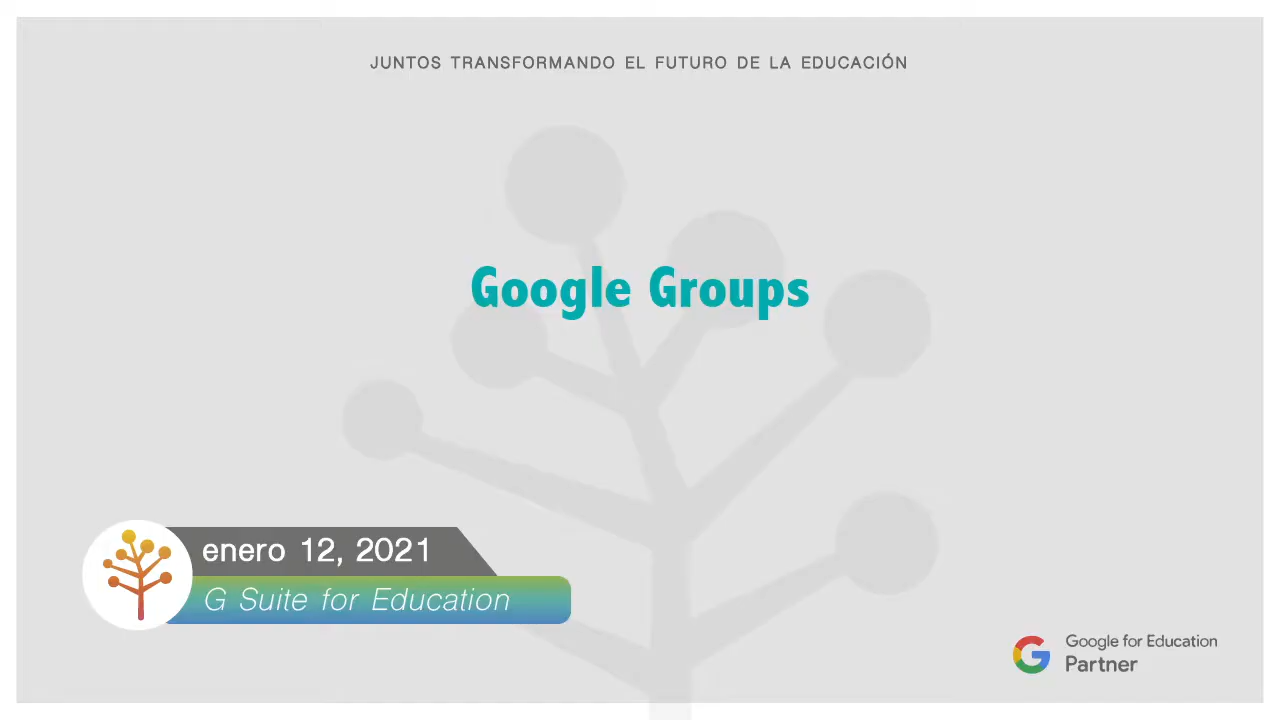 JUNTOS TRANSFORMANDO EL FUTURO DE LA EDUCACIÓN
Google Groups
enero 12, 2021
G Suite for Education
Google for Education
Partner